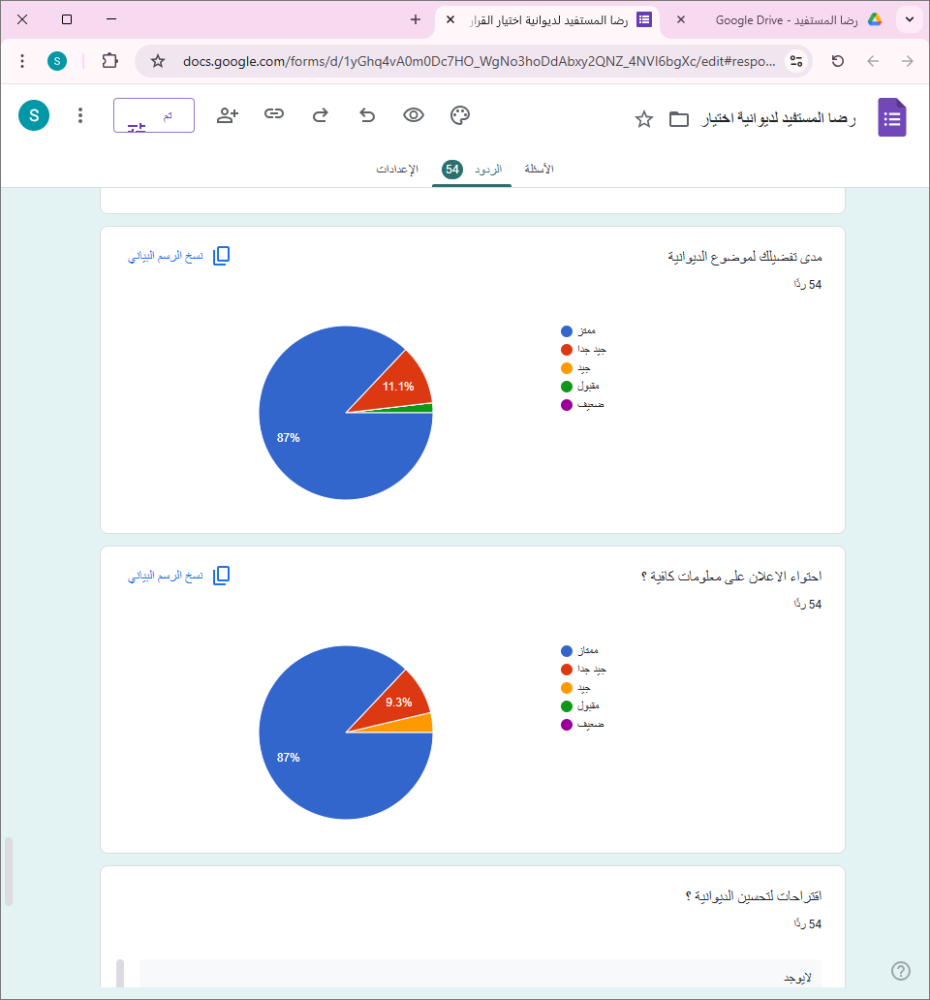 رضا المستفيد - Google Drive
رضا المستفيد لديوانية اختيار القرار
docs.google.com/forms/d/1yGhq4vA0m0Dc7HO_WgNo3hoDdAbxy2QNZ_4NVI6bgXc/edit#respo...
S
رضا المستفيد لديوانية اختيار
تم
S
الأسئلة
الردود 54
الإعدادات
مدى تفضيلك لموضوع الديوانية
نسخ الرسم البياني
54 ردًا
ممتز
جيد جدا
جيد
مقبول
ضعيف
11.1%
87%
احتواء الاعلان على معلومات كافية ؟
نسخ الرسم البياني
54 ردًا
ممتاز
جيد جدا
جيد
مقبول
ضعيف
9.3%
87%
اقتراحات لتحسين الديوانية ؟
54 ردًا
لايوجد